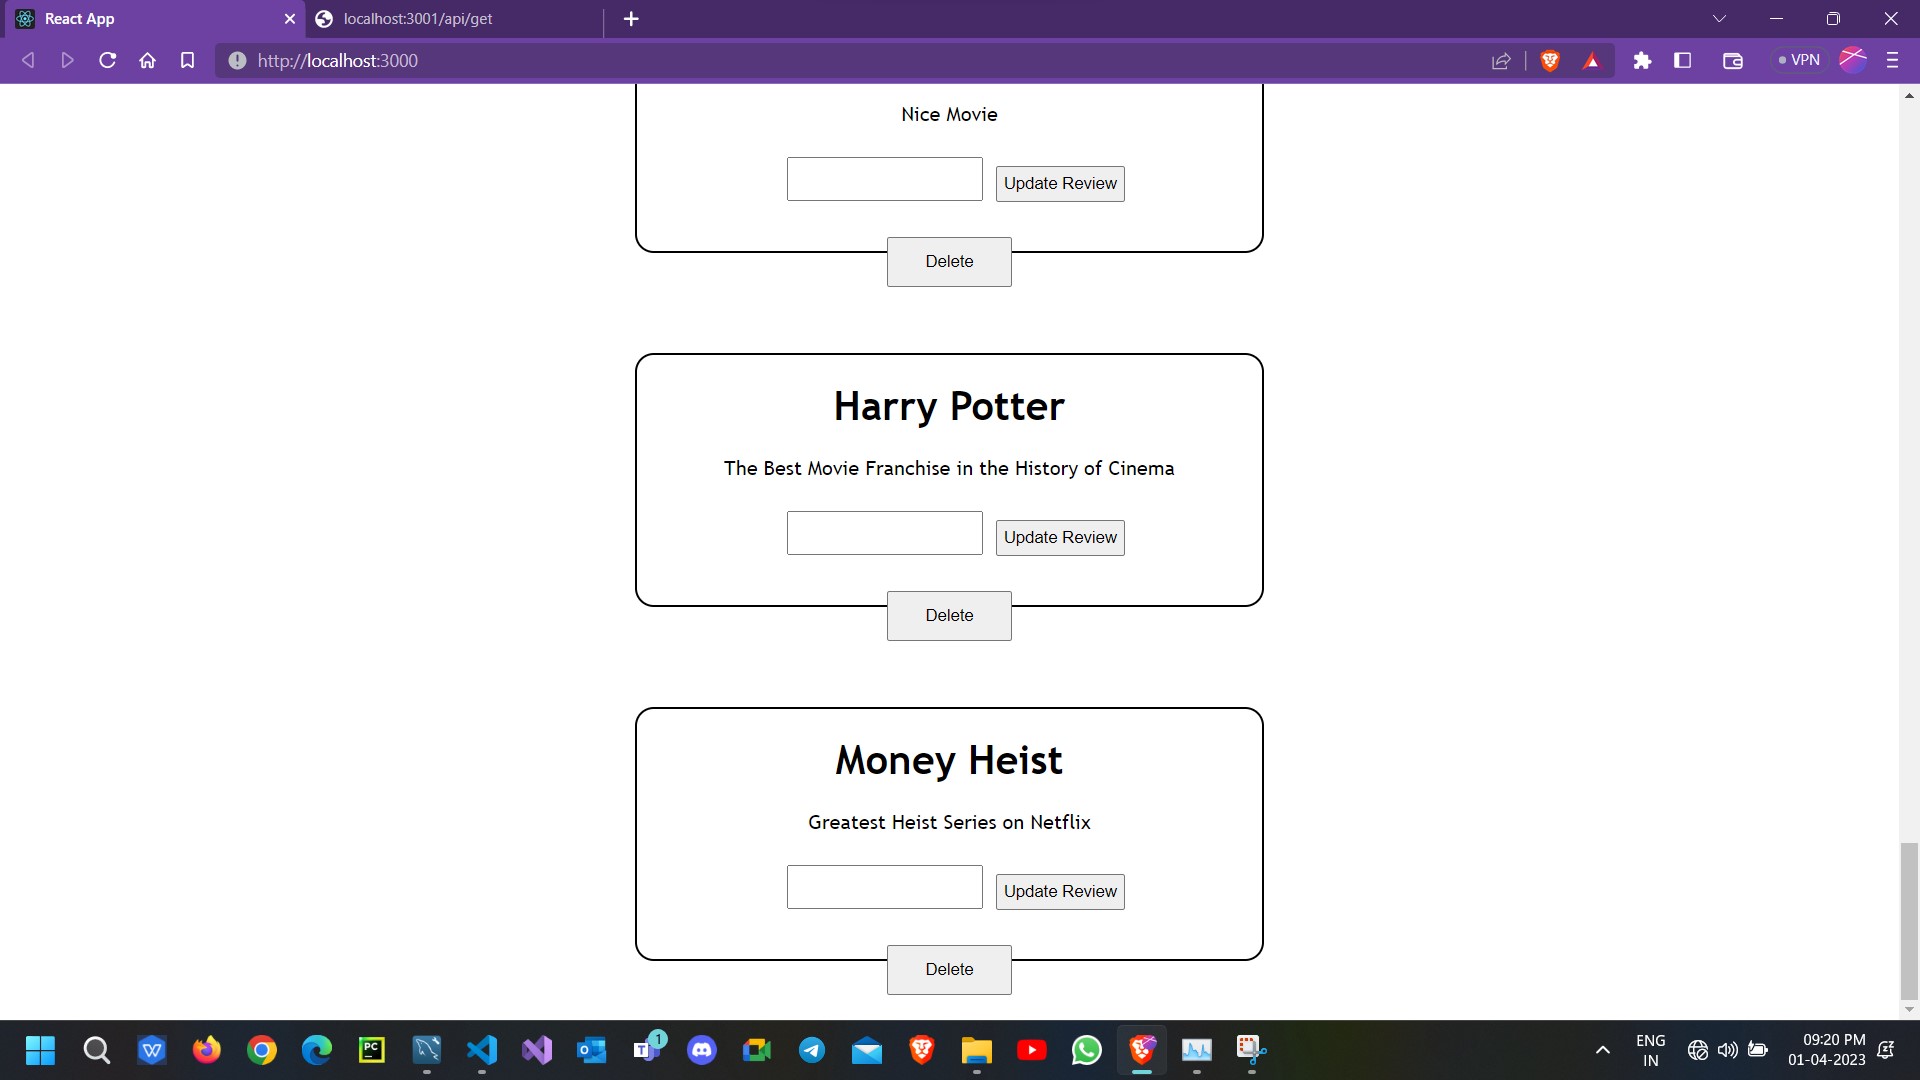 React App
localhost:3001/api/get
http://localhost:3000
VPN
Nice Movie
Update Review
Delete
Harry Potter
The Best Movie Franchise in the History of Cinema
Update Review
Delete
Money Heist
Greatest Heist Series on Netflix
Update Review
Delete
PC
1
ENG
IN
09:20 PM
01-04-2023